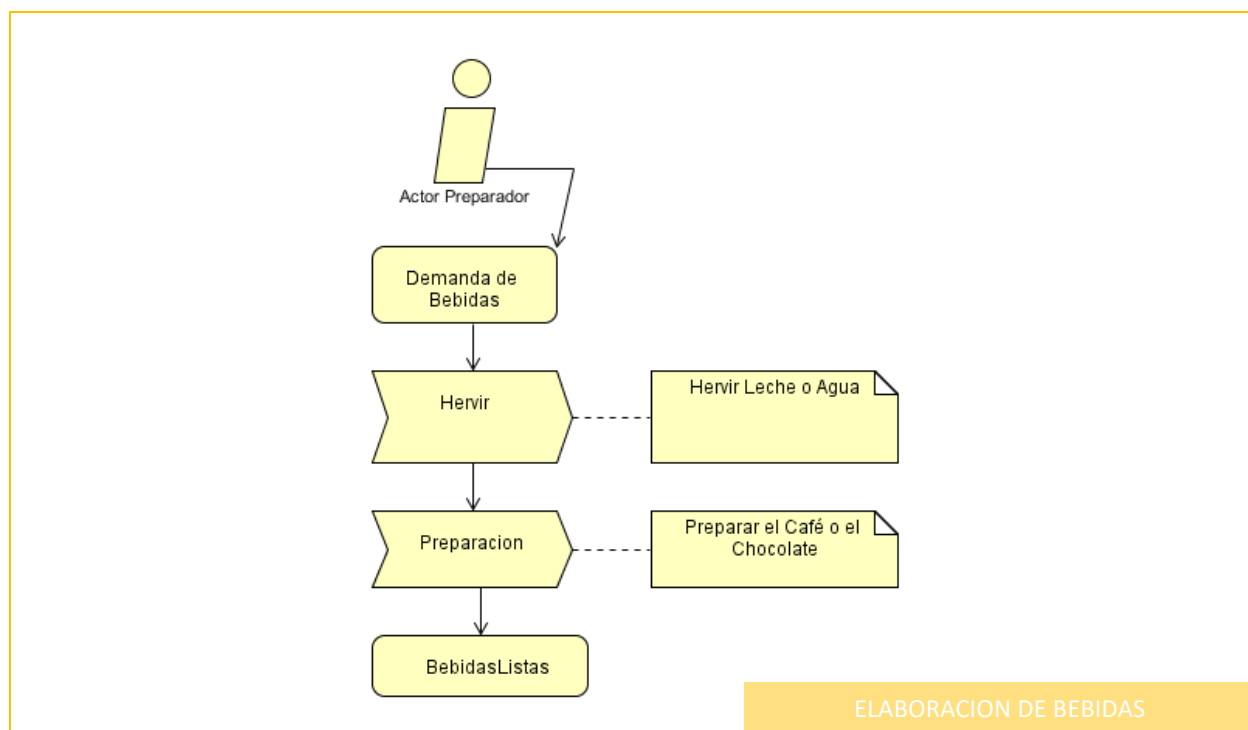 Actor Preparador
Demanda de
Bebidas
Hervir
Hervir Leche o Agua
Preparacion
Preparar el Café o el
Chocolate
BebidasListas
ELABORACION DE BEBIDAS